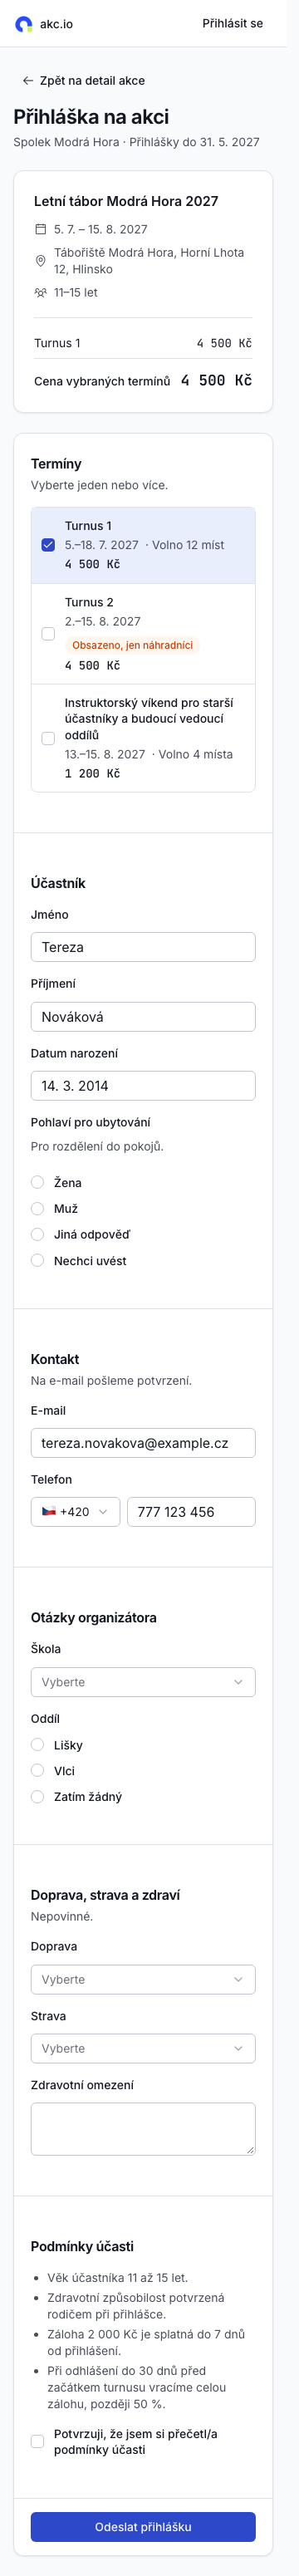 akc.io
Přihlásit se
Zpět na detail akce
Přihláška na akci
Spolek Modrá Hora · Přihlášky do 31. 5. 2027
Letní tábor Modrá Hora 2027
5. 7. – 15. 8. 2027
Tábořiště Modrá Hora, Horní Lhota
12, Hlinsko
11–15 let
Turnus 1 4 500 Kč
Cena vybraných termínů 4 500 Kč
Termíny
Vyberte jeden nebo více.
Turnus 1
5.–18. 7. 2027 · Volno 12 míst
4 500 Kč
Turnus 2
2.–15. 8. 2027
Obsazeno, jen náhradníci
4 500 Kč
Instruktorský víkend pro starší
účastníky a budoucí vedoucí
oddílů
13.–15. 8. 2027 · Volno 4 místa
1 200 Kč
Účastník
Jméno
Tereza
Příjmení
Nováková
Datum narození
14. 3. 2014
Pohlaví pro ubytování
Pro rozdělení do pokojů.
Žena
Muž
Jiná odpověď
Nechci uvést
Kontakt
Na e-mail pošleme potvrzení.
E-mail
tereza.novakova@example.cz
Telefon
+420 777 123 456
Otázky organizátora
Škola
Vyberte
Oddíl
Lišky
Vlci
Zatím žádný
Doprava, strava a zdraví
Nepovinné.
Doprava
Vyberte
Strava
Vyberte
Zdravotní omezení
Podmínky účasti
• Věk účastníka 11 až 15 let.
• Zdravotní způsobilost potvrzená
rodičem při přihlášce.
• Záloha 2 000 Kč je splatná do 7 dnů
od přihlášení.
• Při odhlášení do 30 dnů před
začátkem turnusu vracíme celou
zálohu, později 50 %.
Potvrzuji, že jsem si přečetl/a
podmínky účasti
Odeslat přihlášku